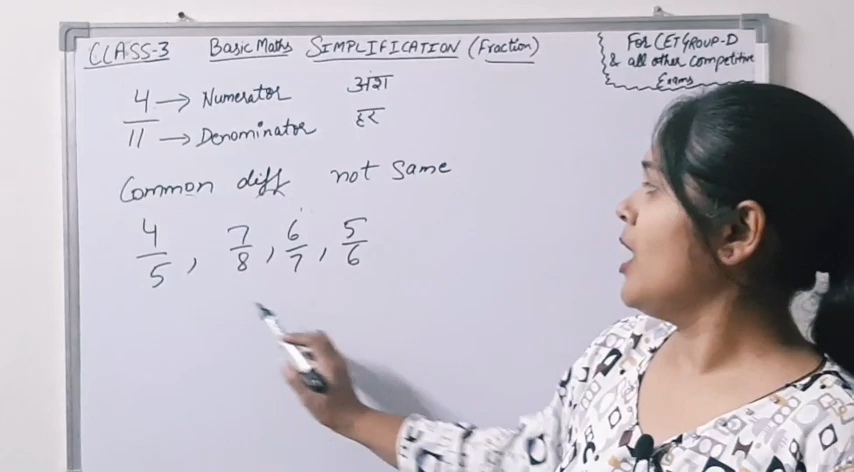 CLASS-3 Basic Maths SIMPLIFICATION (Fraction)
For CET GROUP-D
& all other competitive
Exams
4 → Numerator अंश
11 → Denominator हर
Common diff not Same
4/5, 7/8, 6/7, 5/6